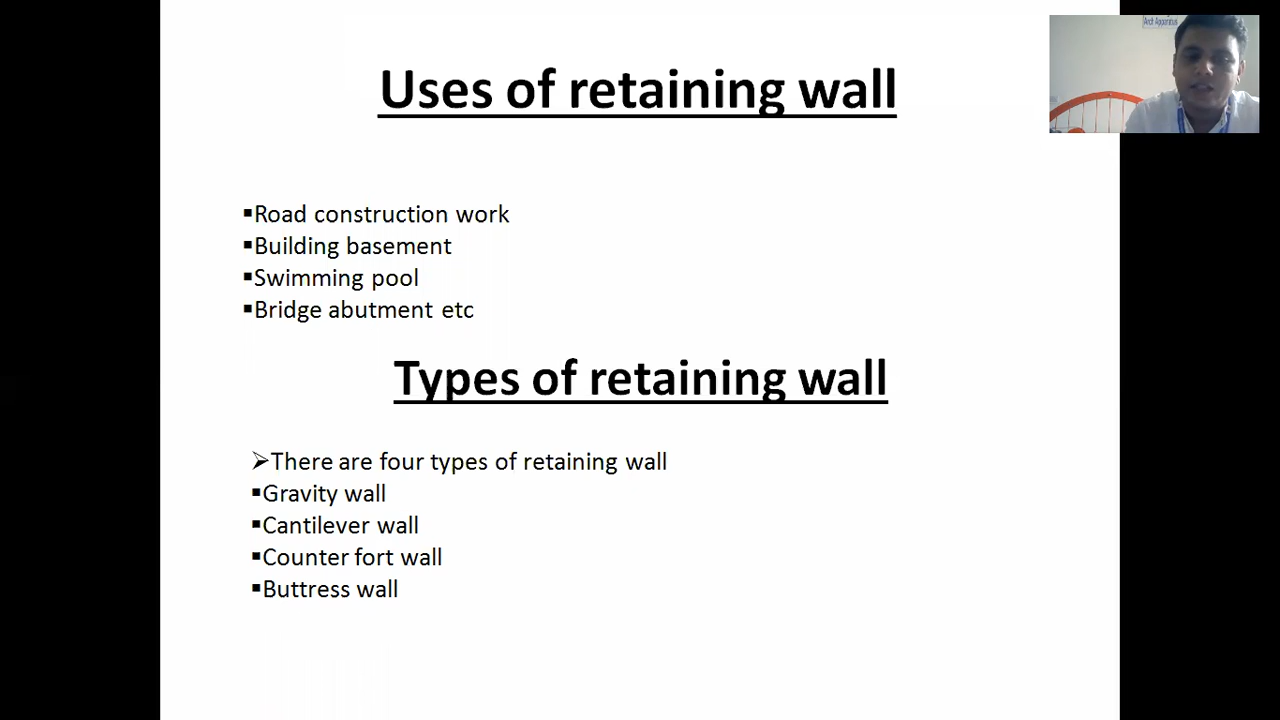 Uses of retaining wall
▪Road construction work
▪Building basement
▪Swimming pool
▪Bridge abutment etc
Types of retaining wall
➢There are four types of retaining wall
▪Gravity wall
▪Cantilever wall
▪Counter fort wall
▪Buttress wall